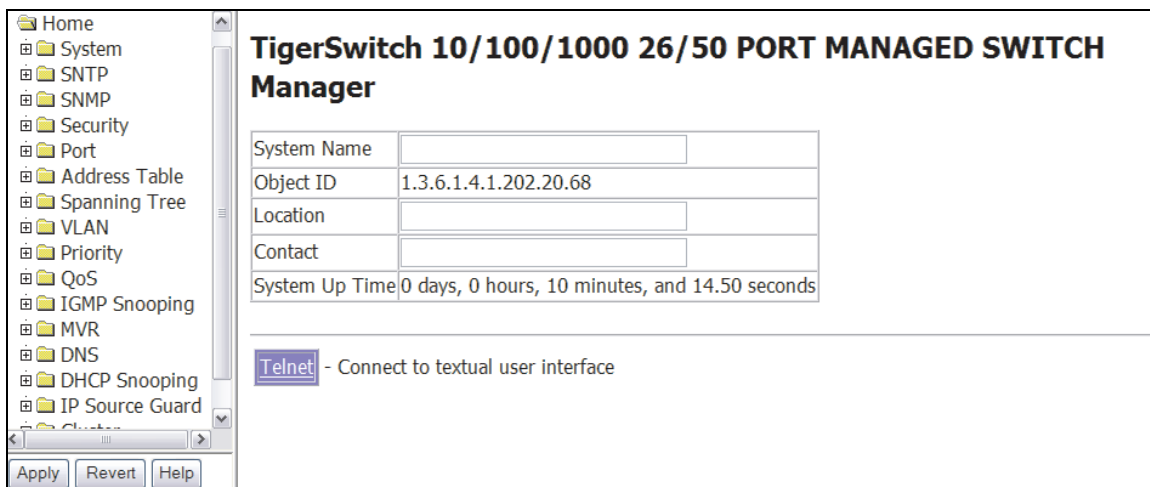 Home
System
SNTP
SNMP
Security
Port
Address Table
Spanning Tree
VLAN
Priority
QoS
IGMP Snooping
MVR
DNS
DHCP Snooping
IP Source Guard
Cluster
Apply Revert Help
TigerSwitch 10/100/1000 26/50 PORT MANAGED SWITCH
Manager
System Name
Object ID 1.3.6.1.4.1.202.20.68
Location
Contact
System Up Time 0 days, 0 hours, 10 minutes, and 14.50 seconds
Telnet - Connect to textual user interface